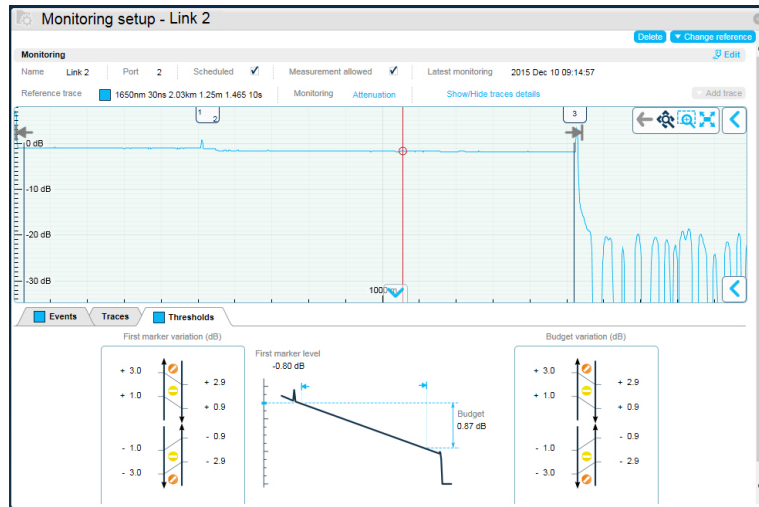 Monitoring setup - Link 2
Delete
Change reference
Monitoring
Edit
Name Link 2 Port 2 Scheduled Measurement allowed Latest monitoring 2015 Dec 10 09:14:57
Reference trace 1650nm 30ns 2.03km 1.25m 1.465 10s Monitoring Attenuation Show/Hide traces details
Add trace
1
2
3
0 dB
-10 dB
-20 dB
-30 dB
Events
Traces
Thresholds
First marker variation (dB)
+ 3.0
+ 2.9
+ 1.0
+ 0.9
- 0.9
- 1.0
- 2.9
- 3.0
First marker level
-0.80 dB
Budget
0.87 dB
Budget variation (dB)
+ 3.0
+ 2.9
+ 1.0
+ 0.9
- 0.9
- 1.0
- 2.9
- 3.0